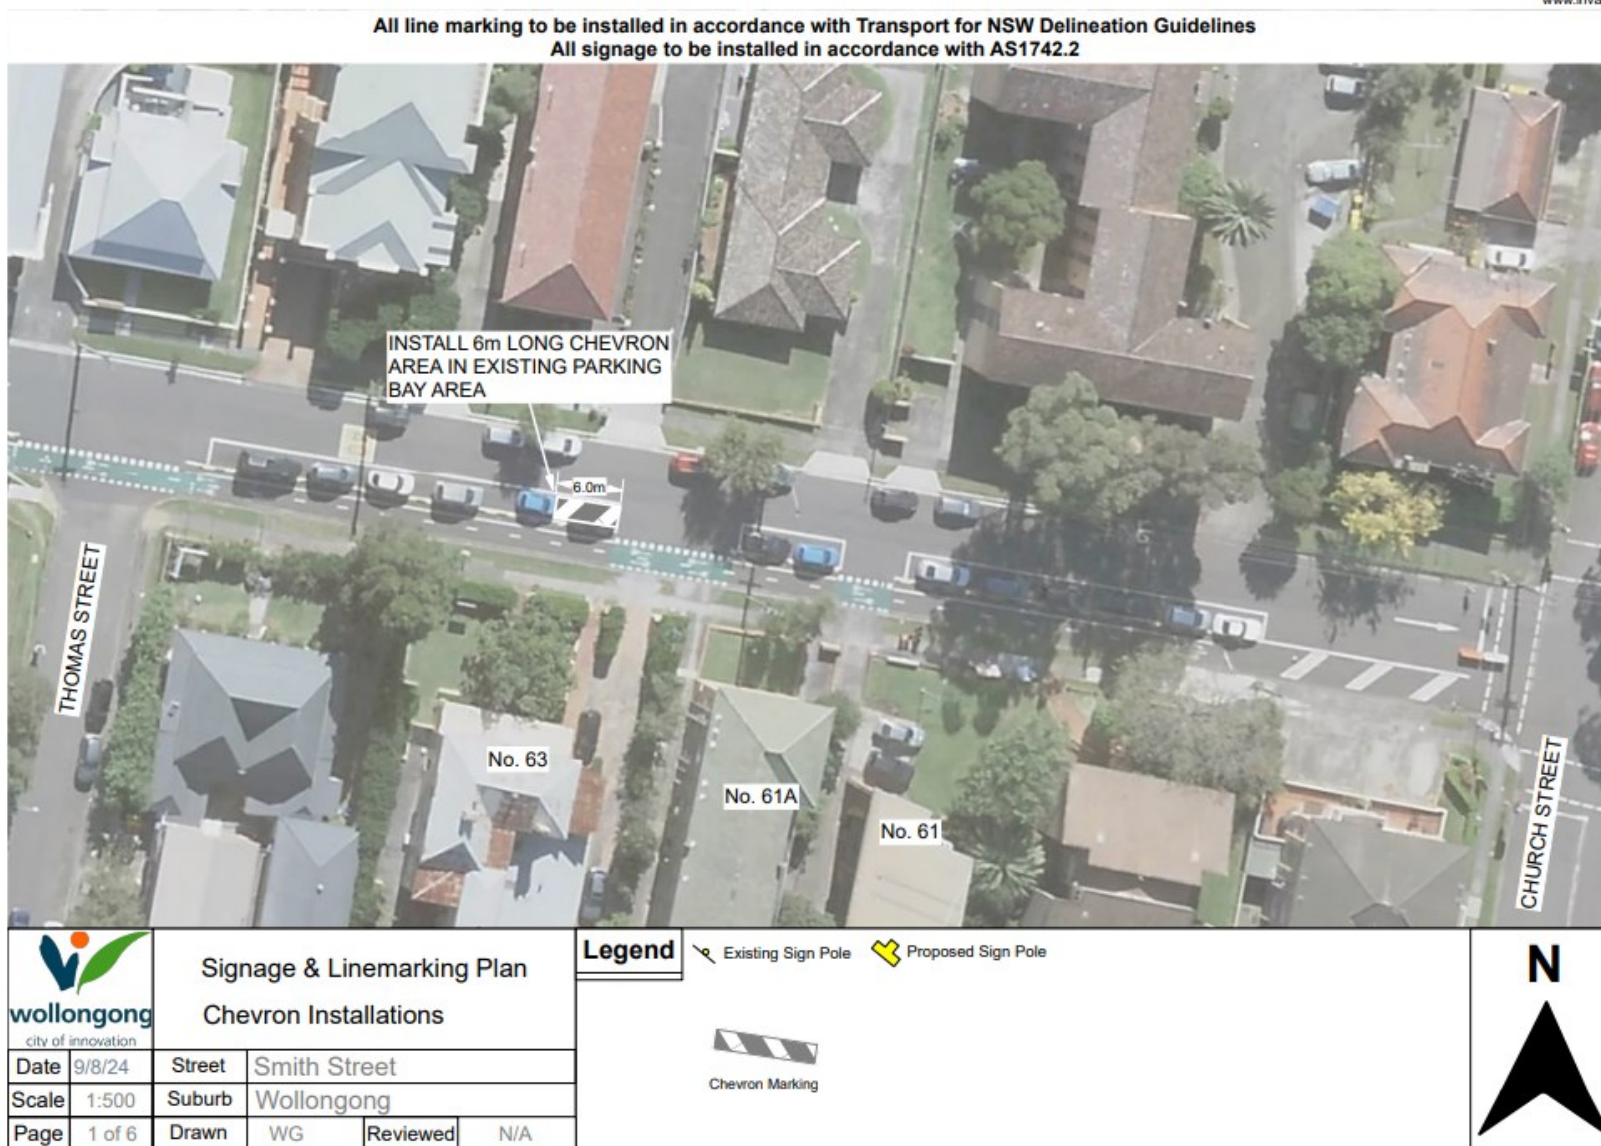 All line marking to be installed in accordance with Transport for NSW Delineation Guidelines
All signage to be installed in accordance with AS1742.2
INSTALL 6m LONG CHEVRON
AREA IN EXISTING PARKING
BAY AREA
6.0m
THOMAS STREET
No. 63
No. 61A
No. 61
CHURCH STREET
wollongong
city of innovation
Signage & Linemarking Plan
Chevron Installations
Date 9/8/24 Street Smith Street
Scale 1:500 Suburb Wollongong
Page 1 of 6 Drawn WG Reviewed N/A
Legend Existing Sign Pole Proposed Sign Pole
Chevron Marking
N